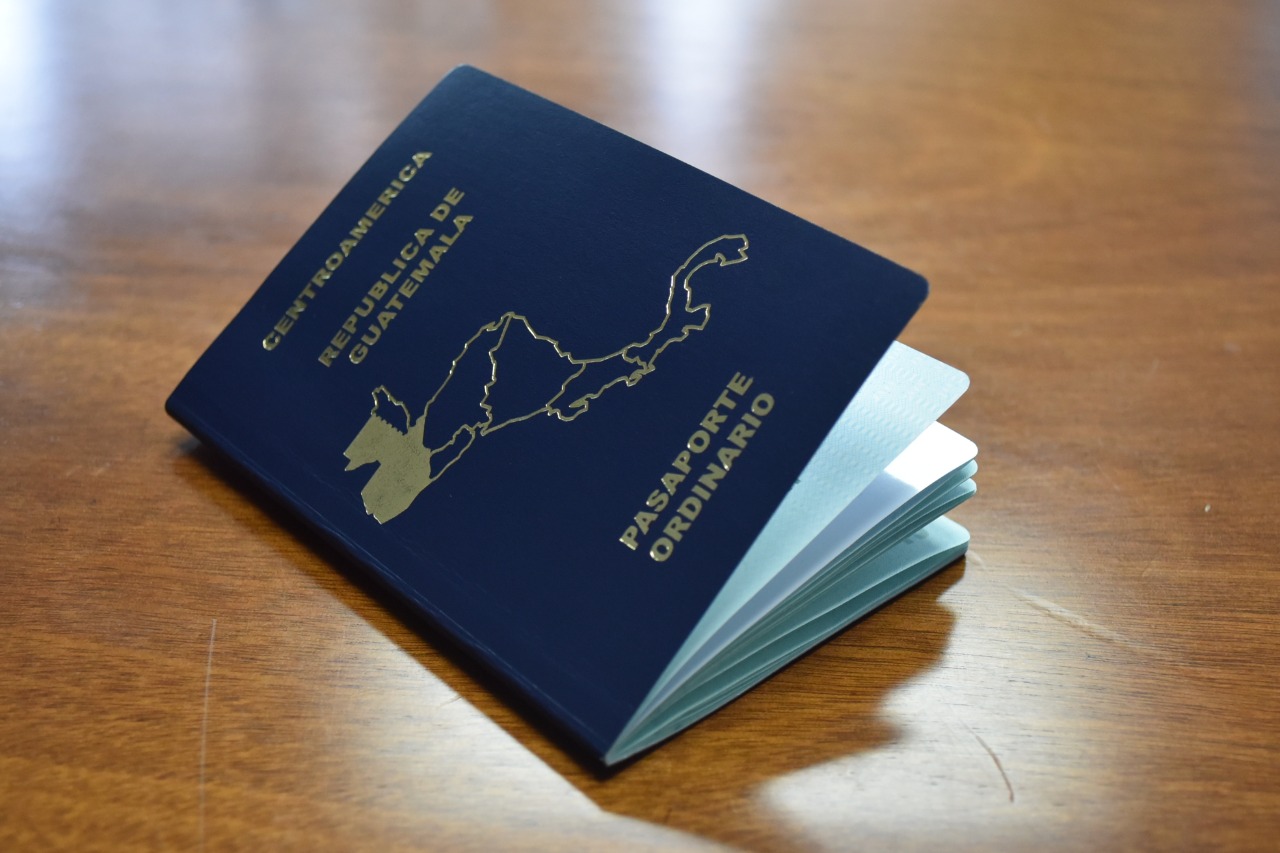 CENTROAMERICA
REPUBLICA DE
GUATEMALA
PASAPORTE
ORDINARIO